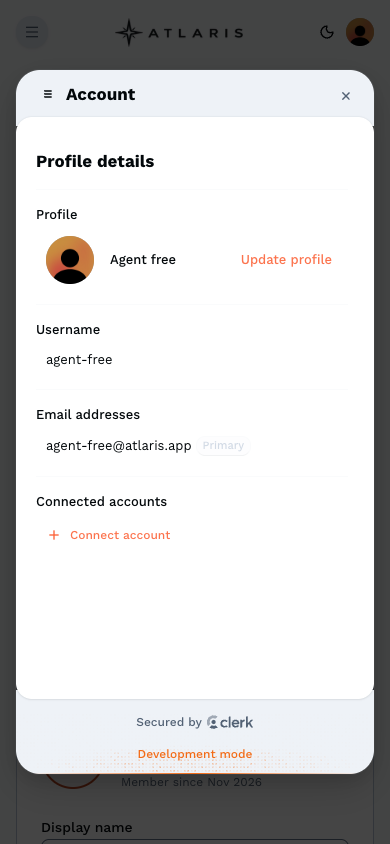 ATLARIS
Account
Profile details
Profile
Agent free
Update profile
Username
agent-free
Email addresses
agent-free@atlaris.app Primary
Connected accounts
Connect account
Secured by clerk
Development mode
Member since Nov 2026
Display name